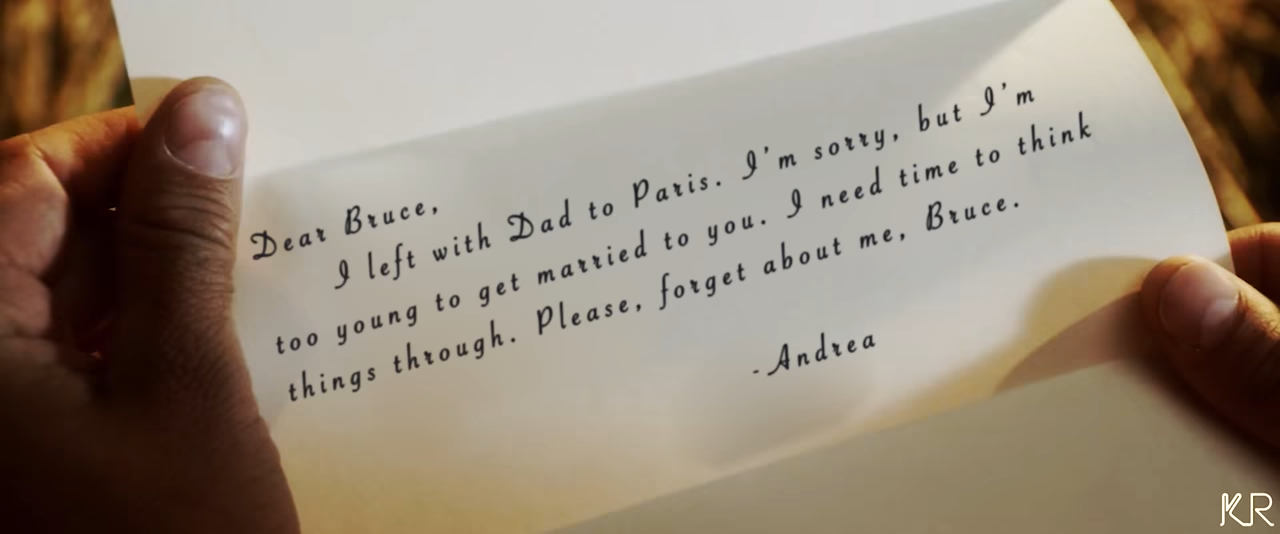 Dear Bruce,
I left with Dad to Paris. I'm sorry, but I'm
too young to get married to you. I need time to think
things through. Please, forget about me, Bruce.
-Andrea
KR